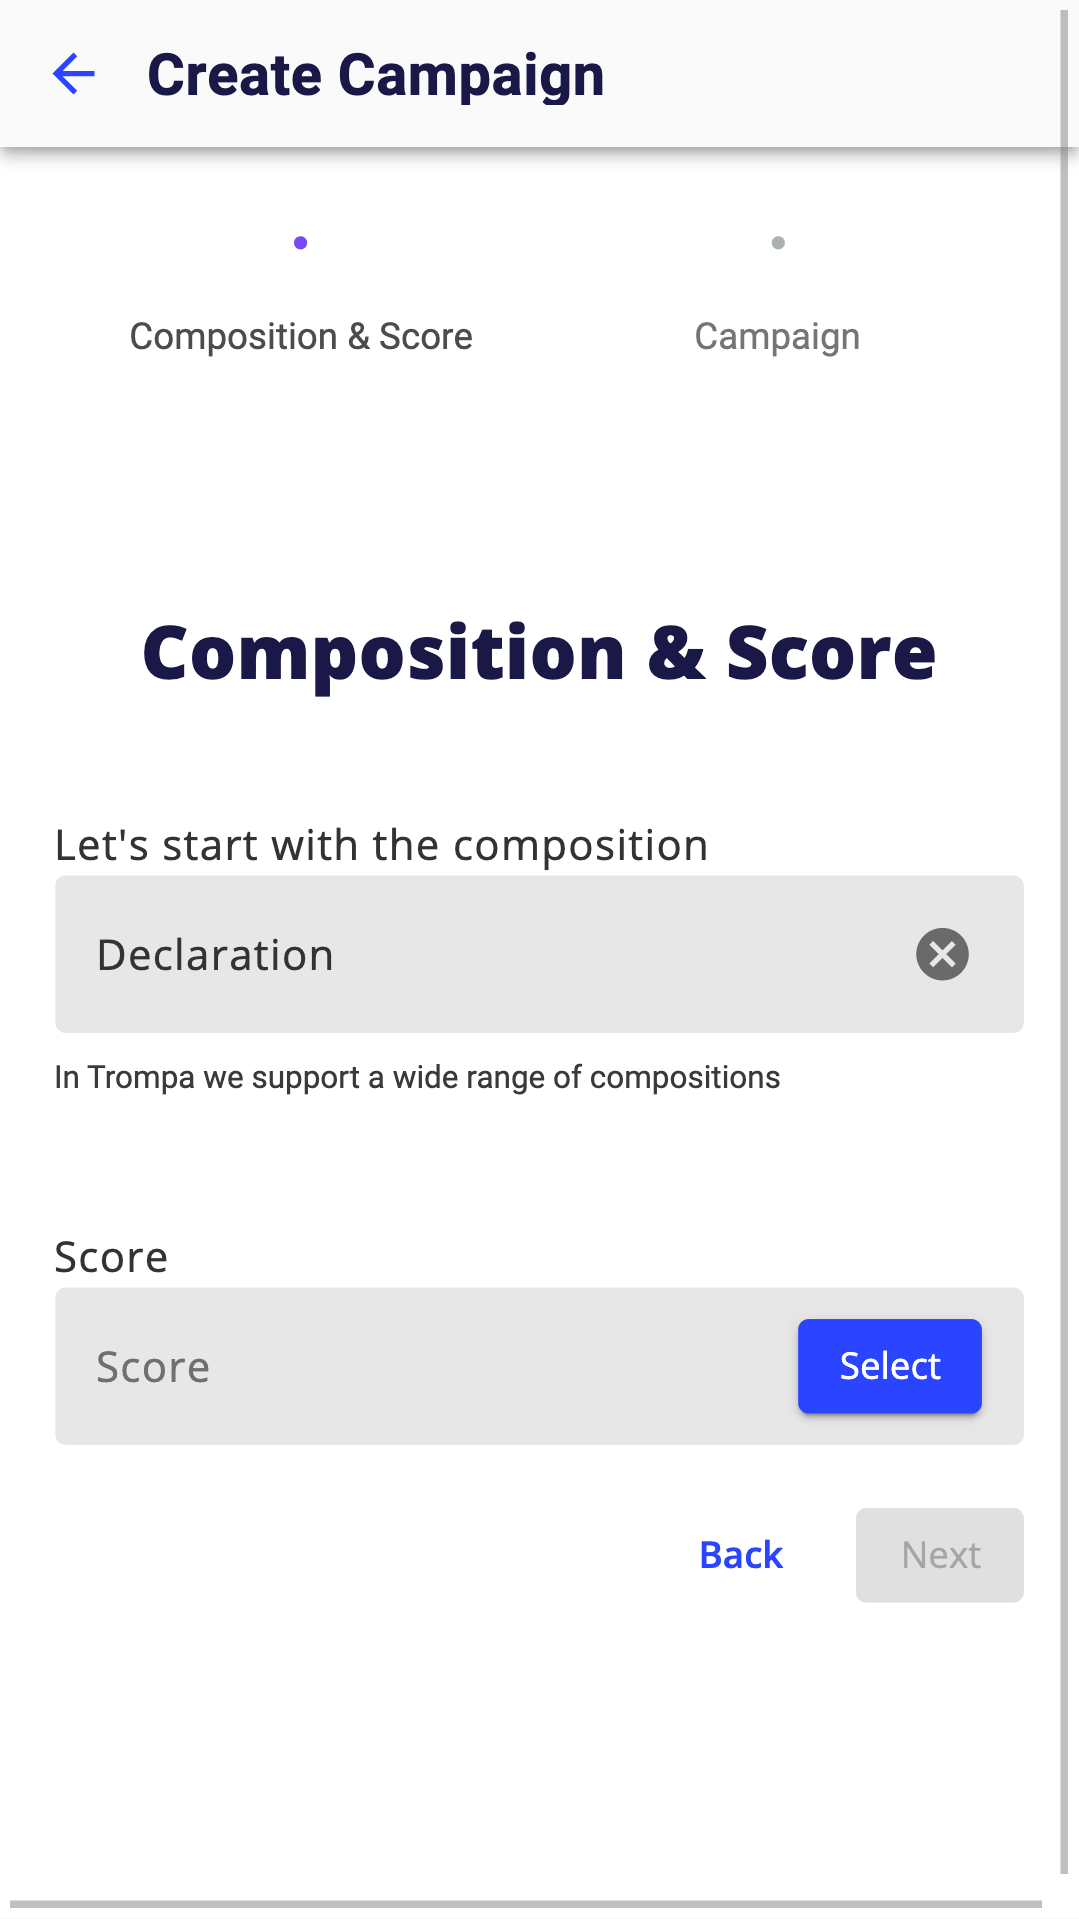 Create Campaign
Composition & Score
Campaign
Composition & Score
Let's start with the composition
Declaration
In Trompa we support a wide range of compositions
Score
Score
Select
Back
Next